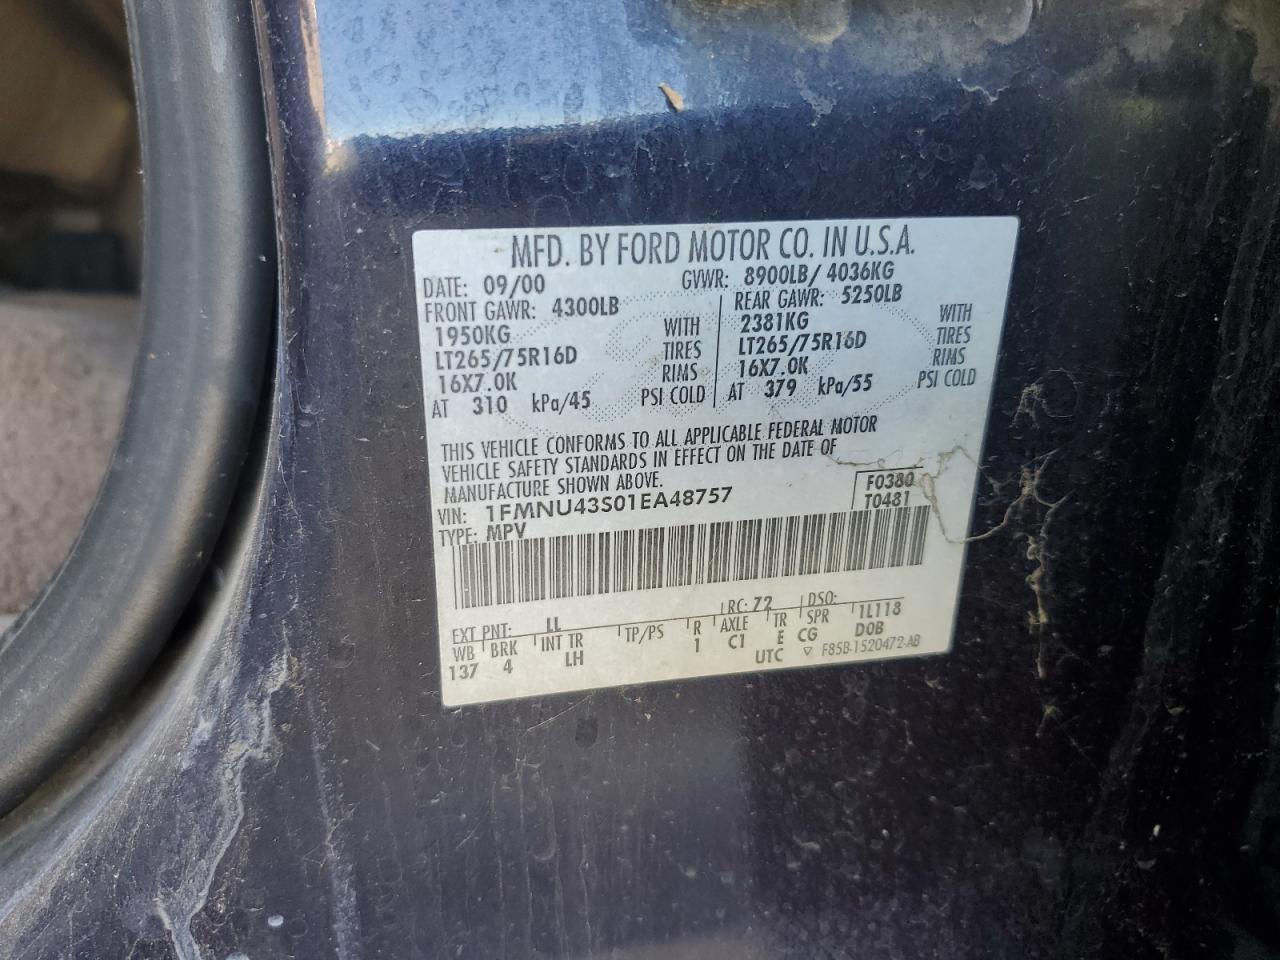 MFD. BY FORD MOTOR CO. IN U.S.A.
DATE: 09/00 GVWR: 8900LB/ 4036KG
FRONT GAWR: 4300LB REAR GAWR: 5250LB
1950KG WITH 2381KG WITH
LT265/75R16D TIRES LT265/75R16D TIRES
16X7.0K RIMS 16X7.0K RIMS
AT 310 kPa/45 PSI COLD AT 379 kPa/55 PSI COLD
THIS VEHICLE CONFORMS TO ALL APPLICABLE FEDERAL MOTOR
VEHICLE SAFETY STANDARDS IN EFFECT ON THE DATE OF
MANUFACTURE SHOWN ABOVE.
VIN: 1FMNU43S01EA48757 F0380
TYPE: MPV T0481
EXT PNT: LL RC: 72 DSO:
WB BRK INT TR TP/PS R AXLE TR SPR 1L118
137 4 LH 1 C1 E CG D0B
UTC ▽ F85B-1520472-AB